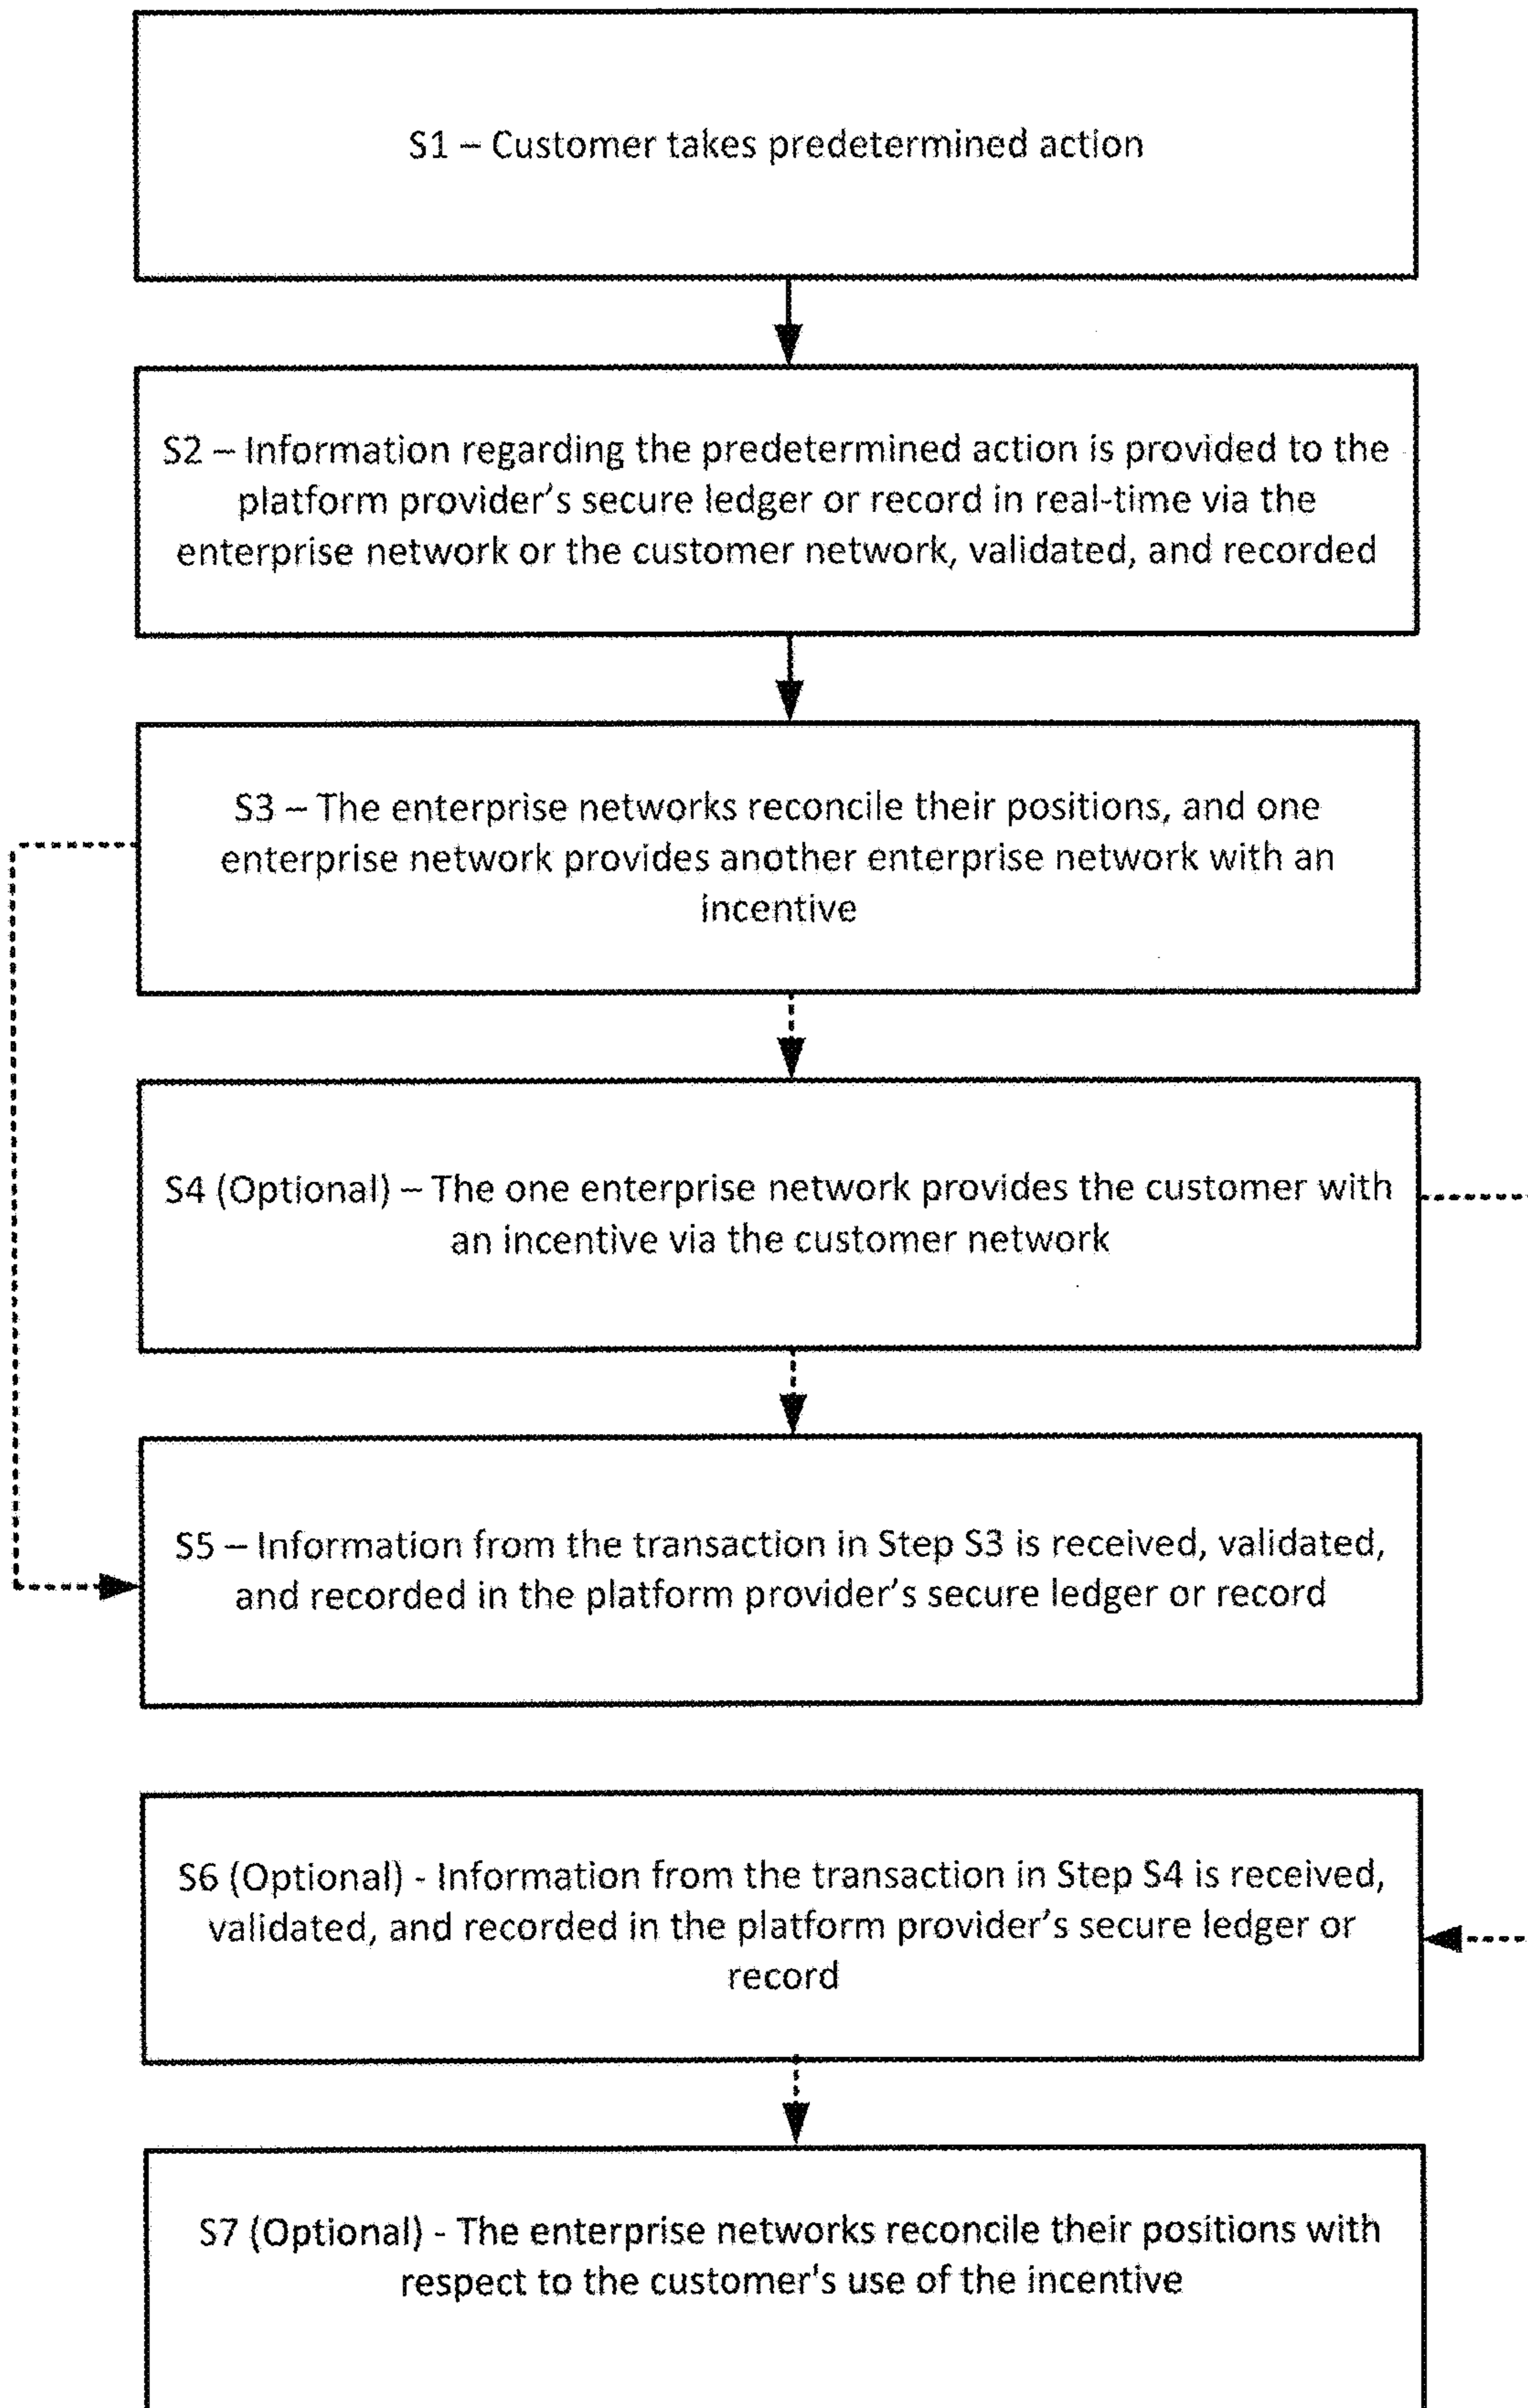 S1 – Customer takes predetermined action
S2 – Information regarding the predetermined action is provided to the
platform provider's secure ledger or record in real-time via the
enterprise network or the customer network, validated, and recorded
S3 – The enterprise networks reconcile their positions, and one
enterprise network provides another enterprise network with an
incentive
S4 (Optional) – The one enterprise network provides the customer with
an incentive via the customer network
S5 – Information from the transaction in Step S3 is received, validated,
and recorded in the platform provider's secure ledger or record
S6 (Optional) - Information from the transaction in Step S4 is received,
validated, and recorded in the platform provider's secure ledger or
record
S7 (Optional) - The enterprise networks reconcile their positions with
respect to the customer's use of the incentive